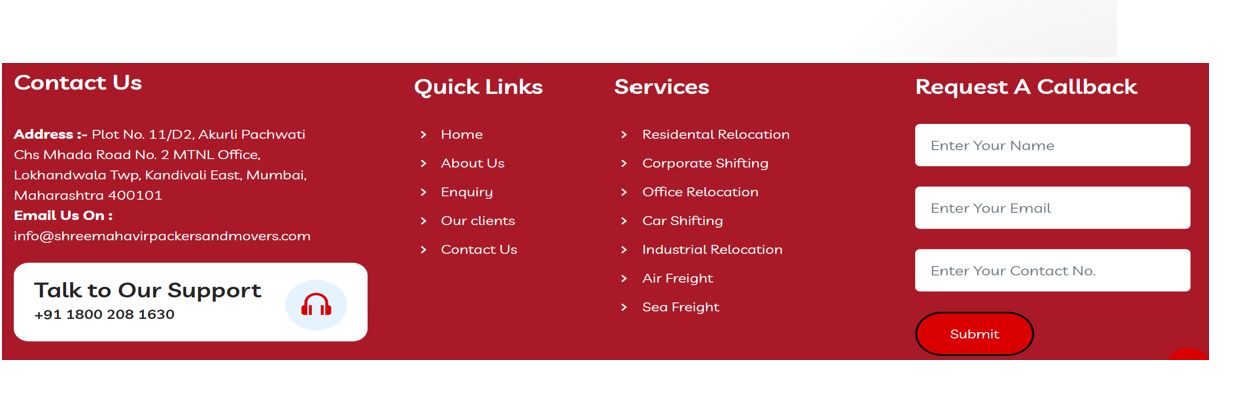 Contact Us
Address :- Plot No. 11/D2, Akurli Pachwati
Chs Mhada Road No. 2 MTNL Office,
Lokhandwala Twp, Kandivali East, Mumbai,
Maharashtra 400101
Email Us On :
info@shreemahavirpackersandmovers.com
Talk to Our Support
+91 1800 208 1630
Quick Links
Home
About Us
Enquiry
Our clients
Contact Us
Services
Residental Relocation
Corporate Shifting
Office Relocation
Car Shifting
Industrial Relocation
Air Freight
Sea Freight
Request A Callback
Enter Your Name
Enter Your Email
Enter Your Contact No.
Submit